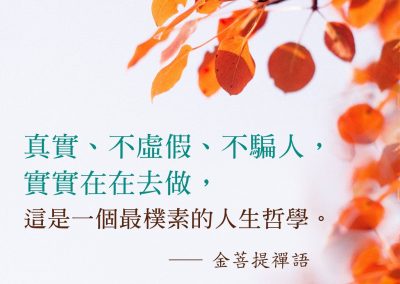 真實、不虛假、不騙人，
實實在在去做，
這是一個最樸素的人生哲學。
── 金菩提禪語